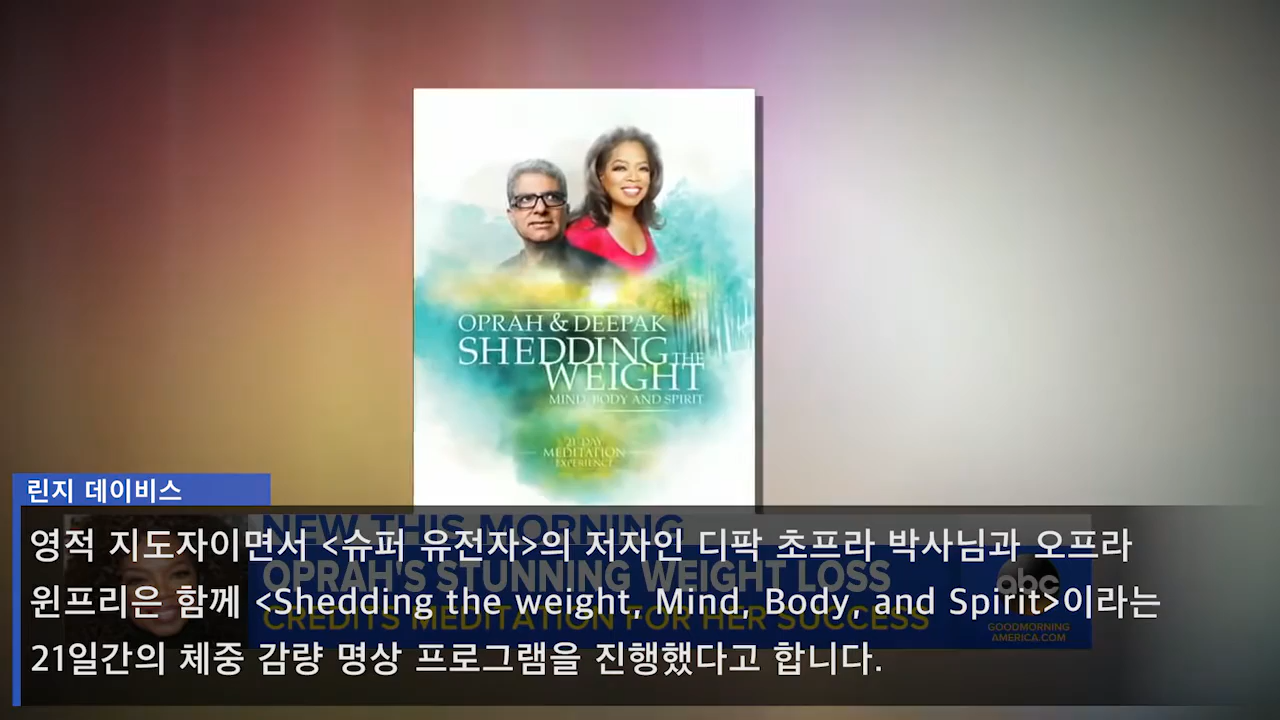 OPRAH & DEEPAK
SHEDDING THE
WEIGHT
MIND, BODY AND SPIRIT
21-DAY
MEDITATION
EXPERIENCE
린지 데이비스
NEW THIS MORNING
영적 지도자이면서 <슈퍼 유전자>의 저자인 디팍 초프라 박사님과 오프라
OPRAH'S STUNNING WEIGHT LOSS
abc
윈프리은 함께 <Shedding the weight, Mind, Body, and Spirit>이라는
CREDITS MEDITATION FOR HER SUCCESS
GOODMORNING
AMERICA.COM
21일간의 체중 감량 명상 프로그램을 진행했다고 합니다.